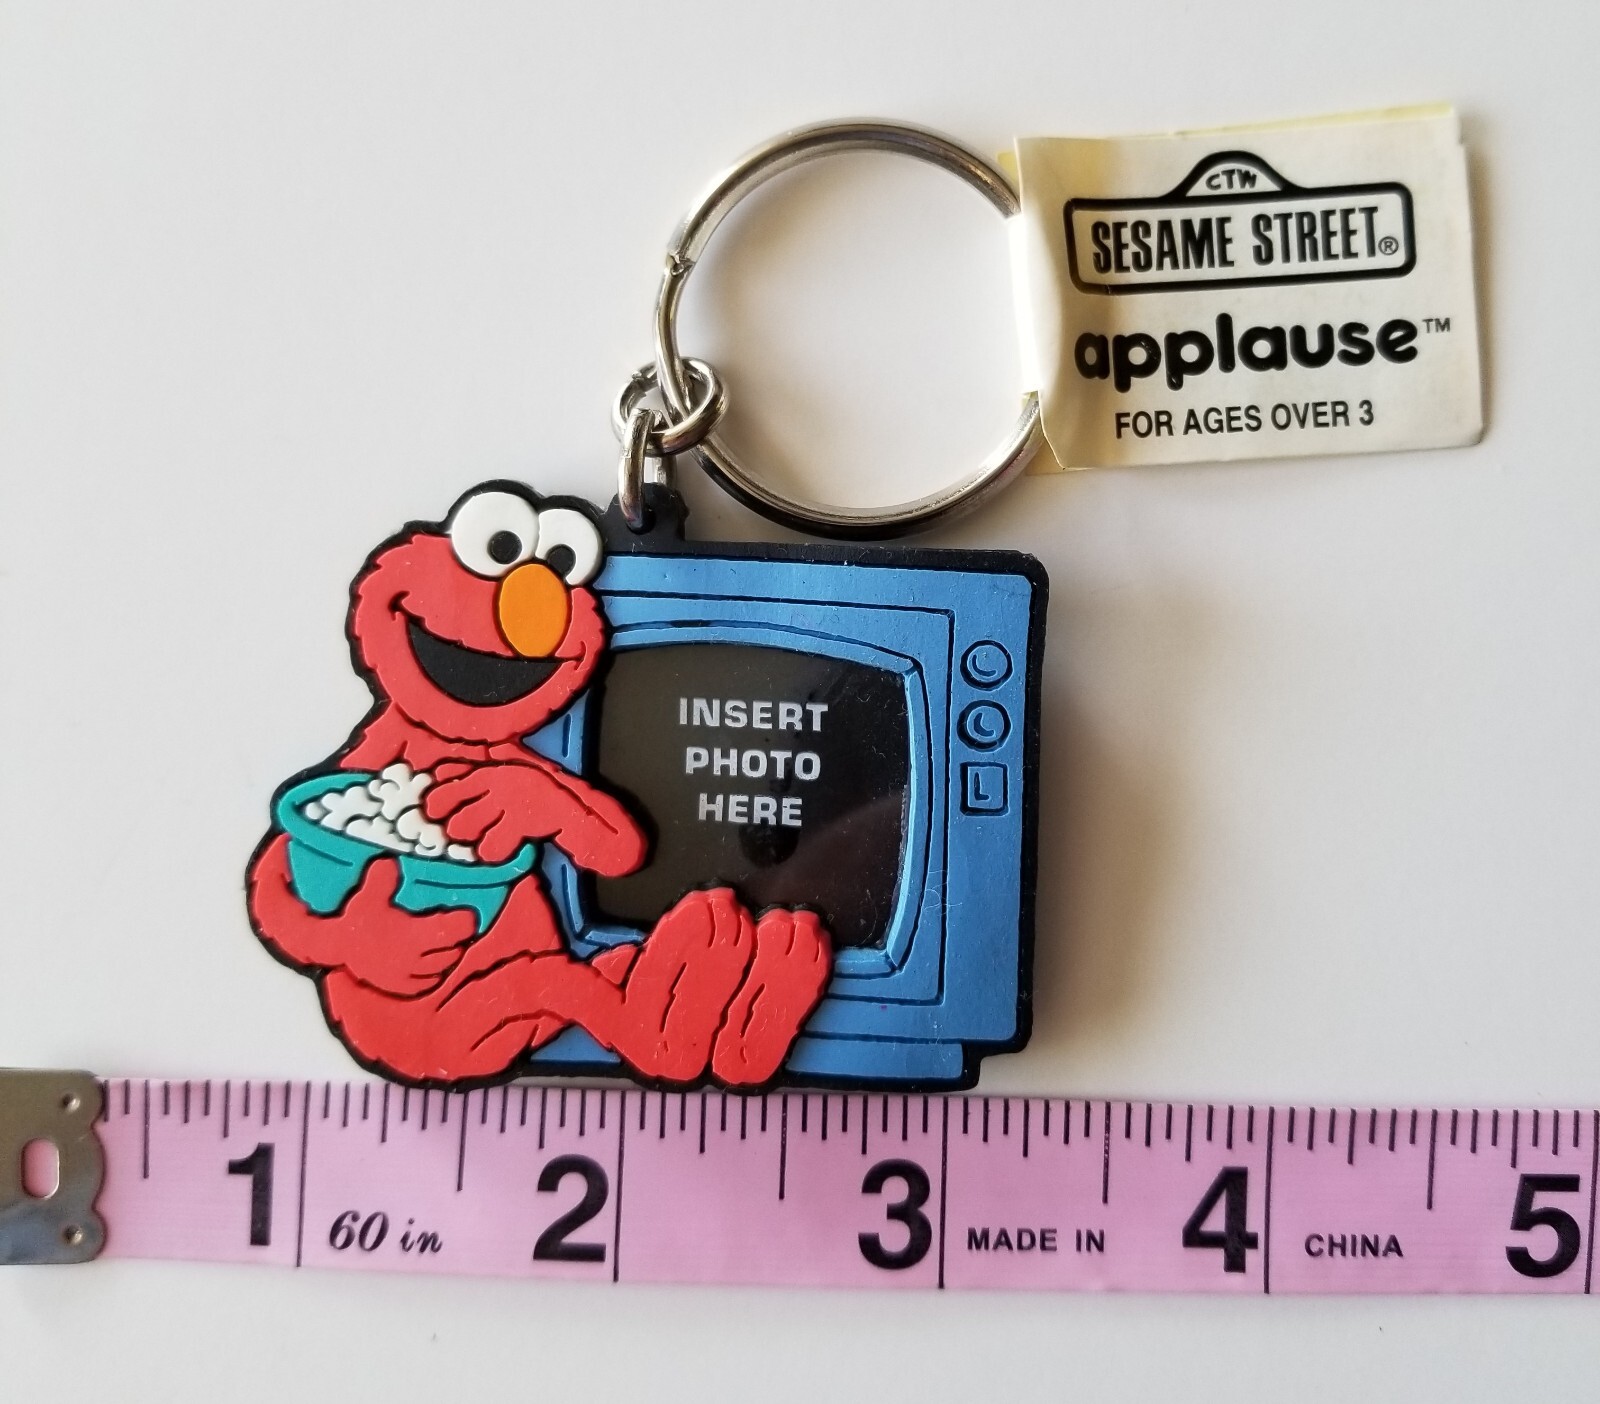 CTW
SESAME STREET®
applause™
FOR AGES OVER 3
INSERT
PHOTO
HERE
1 60 in 2 3 MADE IN 4 CHINA 5